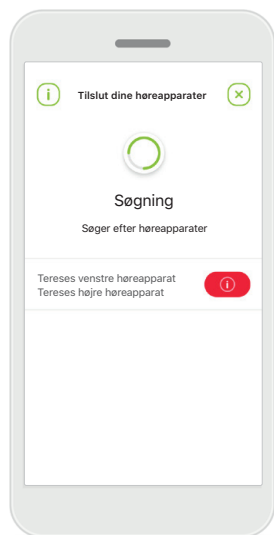 Tilslut dine høreapparater
Søgning
Søger efter høreapparater
Tereses venstre høreapparat
Tereses højre høreapparat